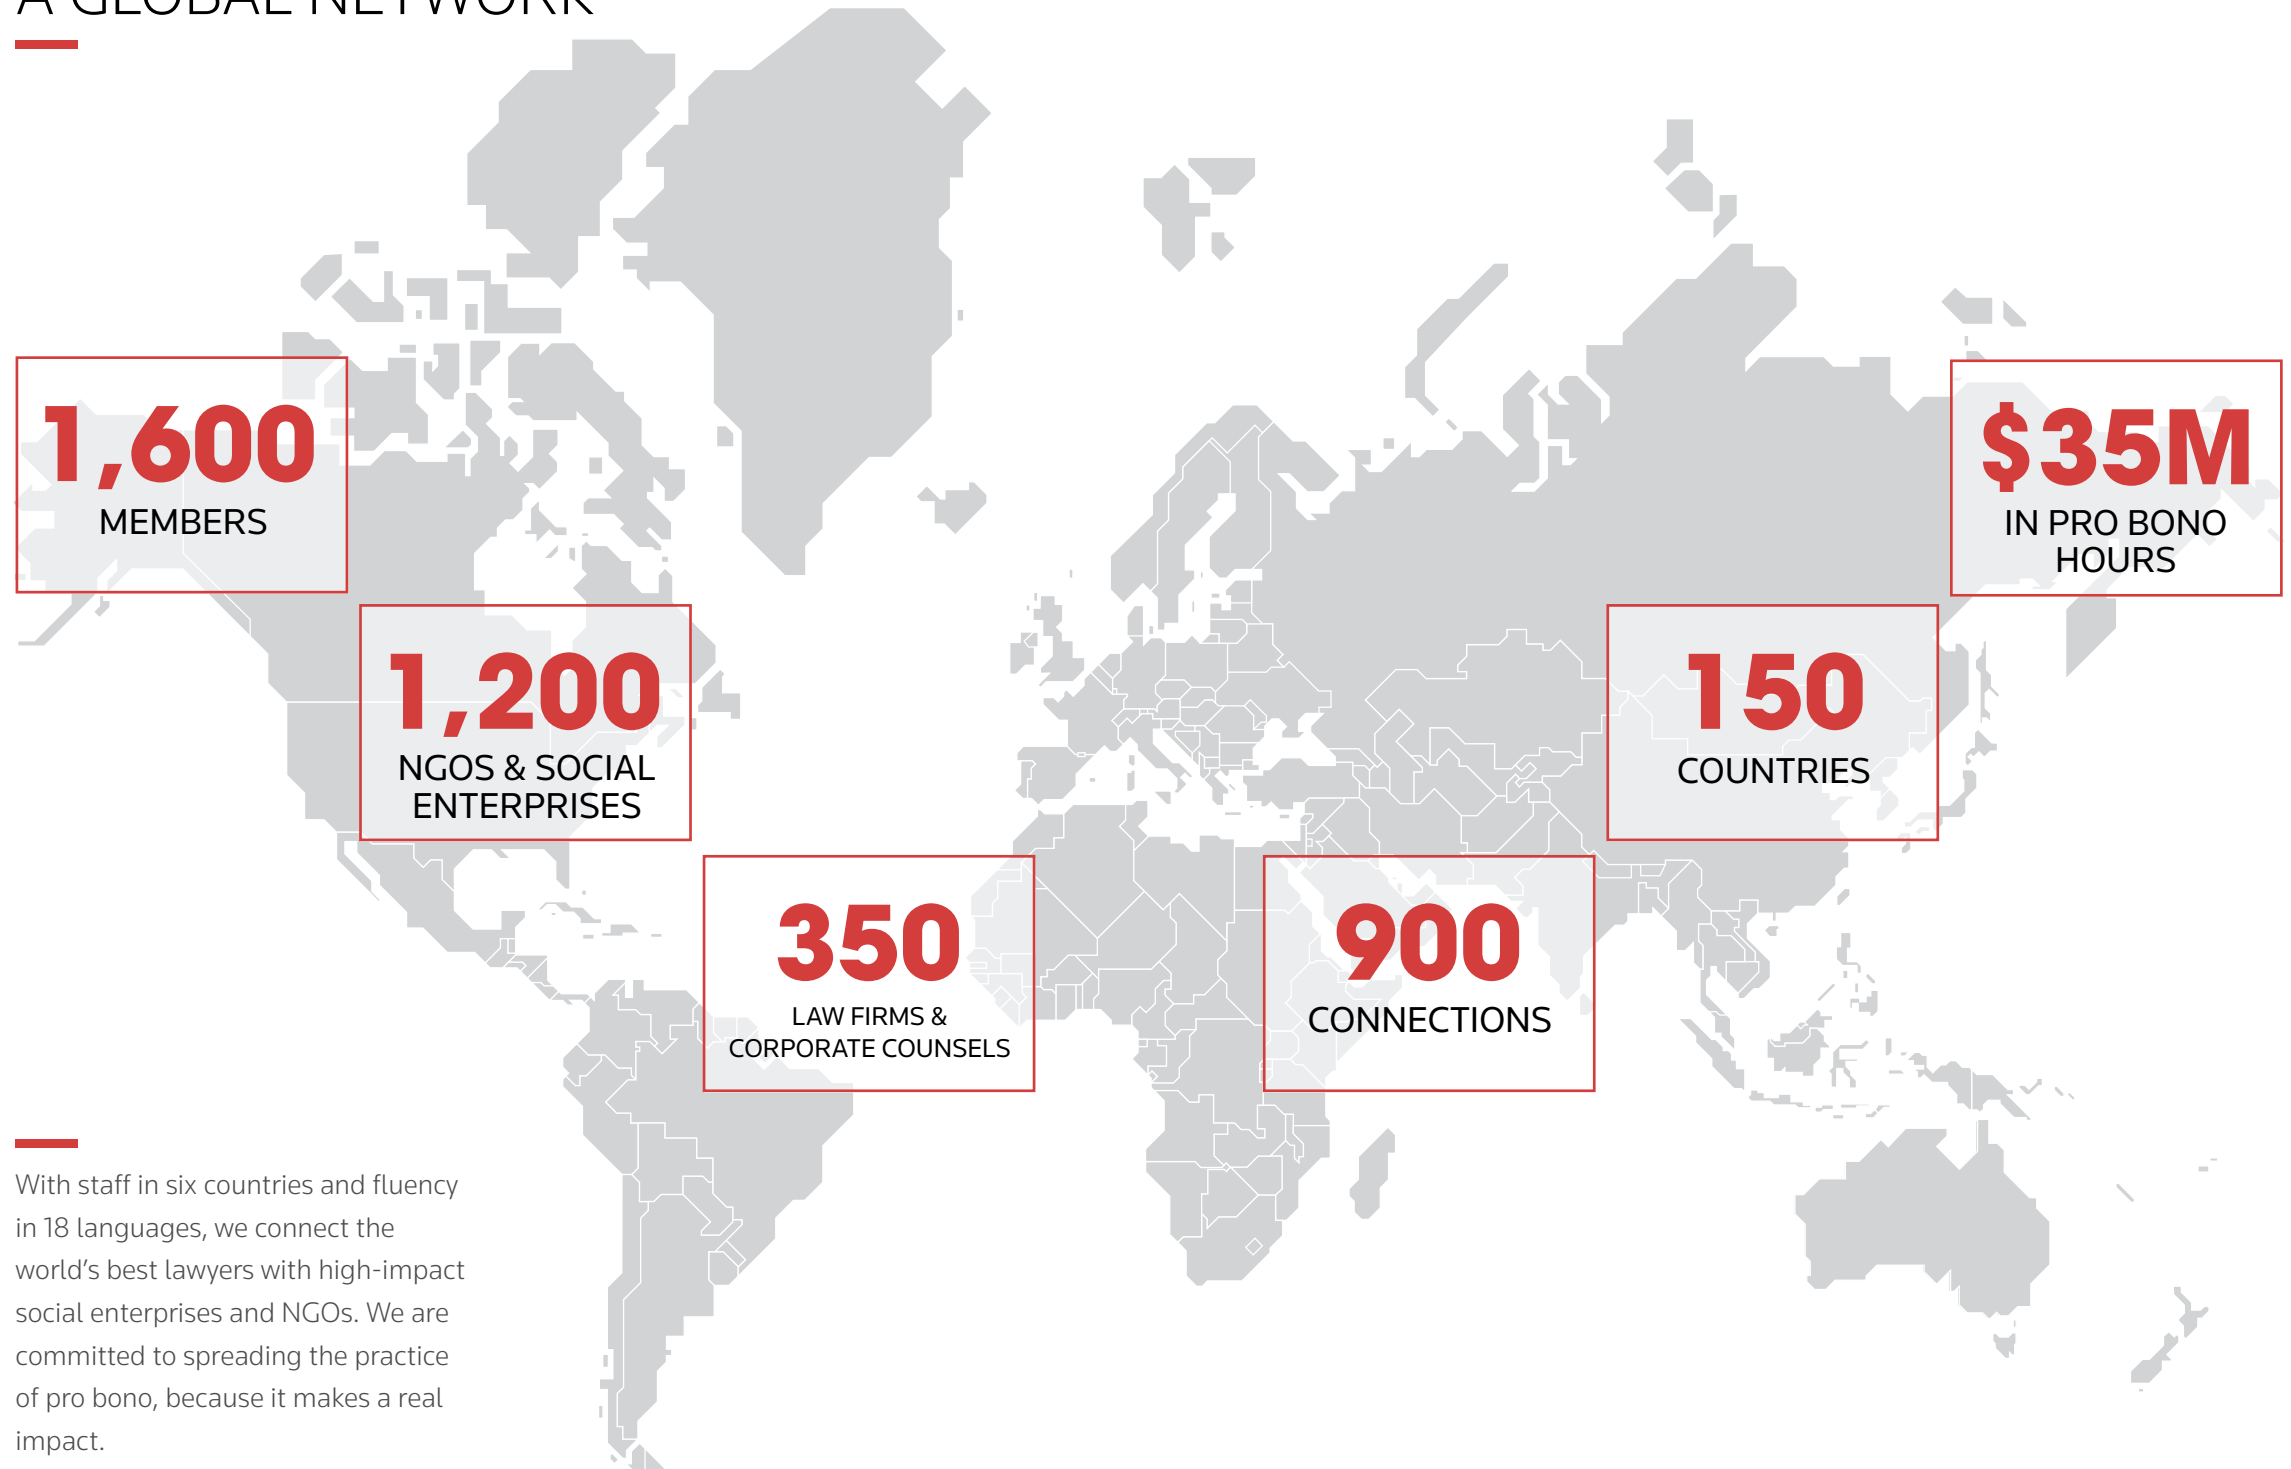 A GLOBAL NETWORK
1,600
MEMBERS
$35M
IN PRO BONO
HOURS
1,200
NGOS & SOCIAL
ENTERPRISES
150
COUNTRIES
350
LAW FIRMS &
CORPORATE COUNSELS
900
CONNECTIONS
With staff in six countries and fluency
in 18 languages, we connect the
world's best lawyers with high-impact
social enterprises and NGOs. We are
committed to spreading the practice
of pro bono, because it makes a real
impact.